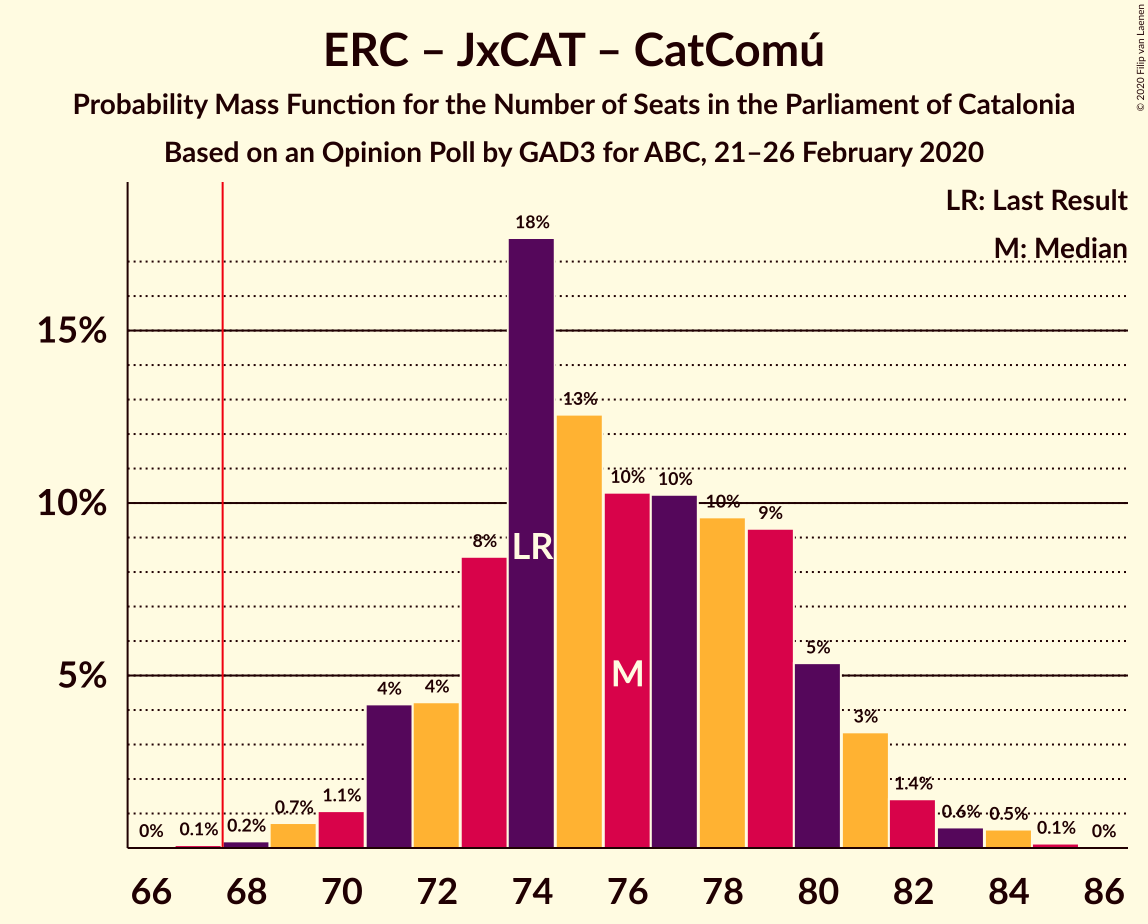 ERC – JxCAT – CatComú
Probability Mass Function for the Number of Seats in the Parliament of Catalonia
Based on an Opinion Poll by GAD3 for ABC, 21–26 February 2020
© 2020 Filip van Laenen
LR: Last Result
M: Median
15%
10%
5%
0%
0.1%
0.2%
0.7%
1.1%
4%
4%
8%
18%
13%
10%
10%
10%
9%
5%
3%
1.4%
0.6%
0.5%
0.1%
0%
LR
M
66 68 70 72 74 76 78 80 82 84 86